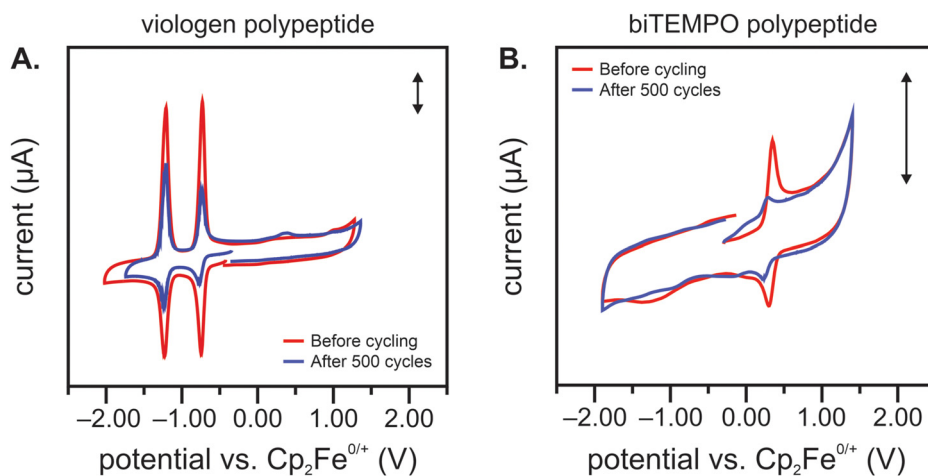 viologen polypeptide
A.
current (μA)
Before cycling
After 500 cycles
−2.00 −1.00 0.00 1.00 2.00
potential vs. Cp₂Fe⁰/⁺ (V)
biTEMPO polypeptide
B.
Before cycling
After 500 cycles
current (μA)
−2.00 −1.00 0.00 1.00 2.00
potential vs. Cp₂Fe⁰/⁺ (V)